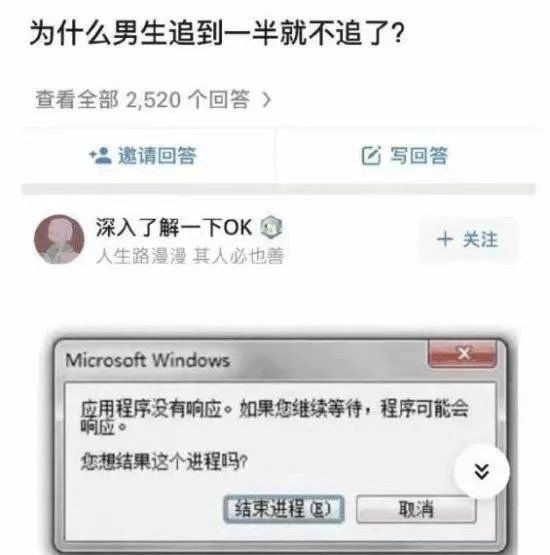 为什么男生追到一半就不追了?
查看全部 2,520 个回答 >
邀请回答
写回答
深入了解一下OK
人生路漫漫 其人必也善
+ 关注
Microsoft Windows
应用程序没有响应。如果您继续等待，程序可能会
响应。
您想结果这个进程吗?
结束进程(E)
取消